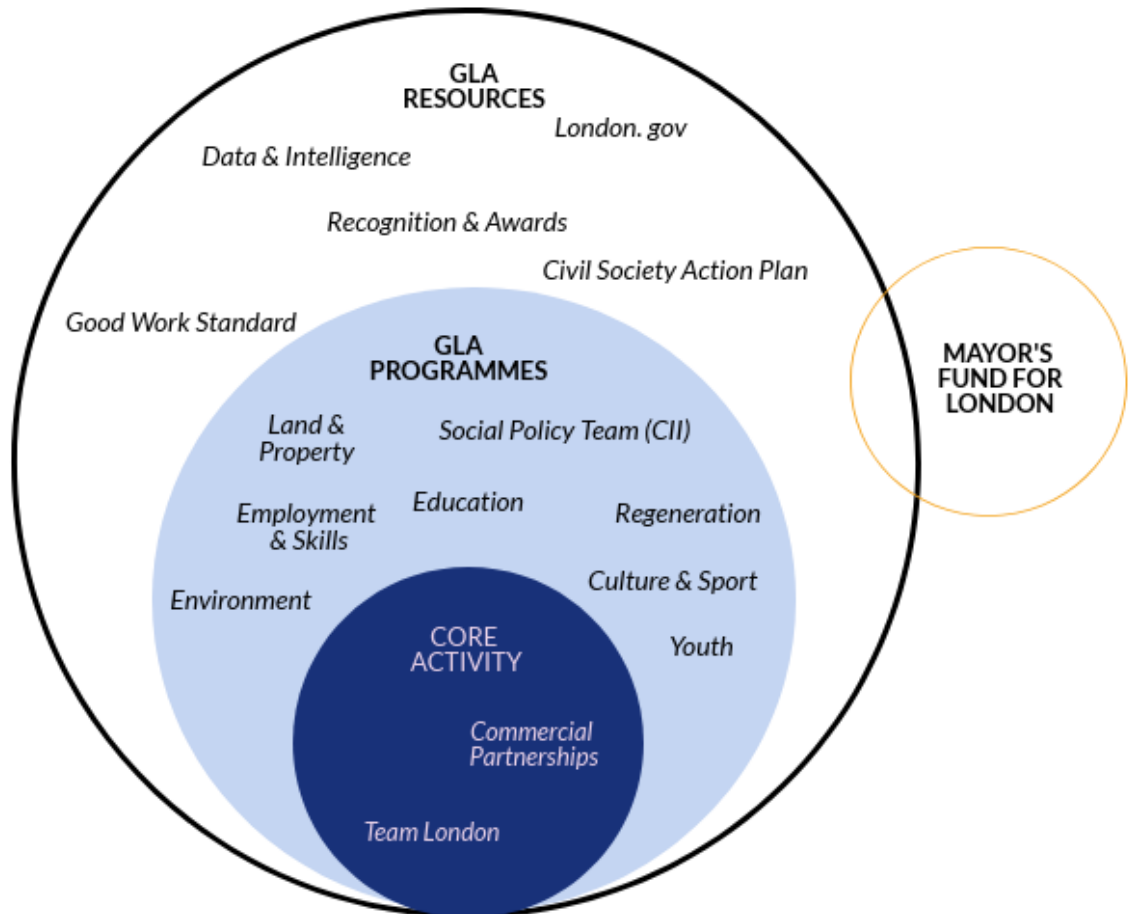 GLA
RESOURCES
London. gov
Data & Intelligence
Recognition & Awards
Civil Society Action Plan
Good Work Standard
GLA
PROGRAMMES
MAYOR'S
FUND FOR
LONDON
Land &
Property
Social Policy Team (CII)
Education
Employment
& Skills
Regeneration
Culture & Sport
Environment
Youth
CORE
ACTIVITY
Commercial
Partnerships
Team London